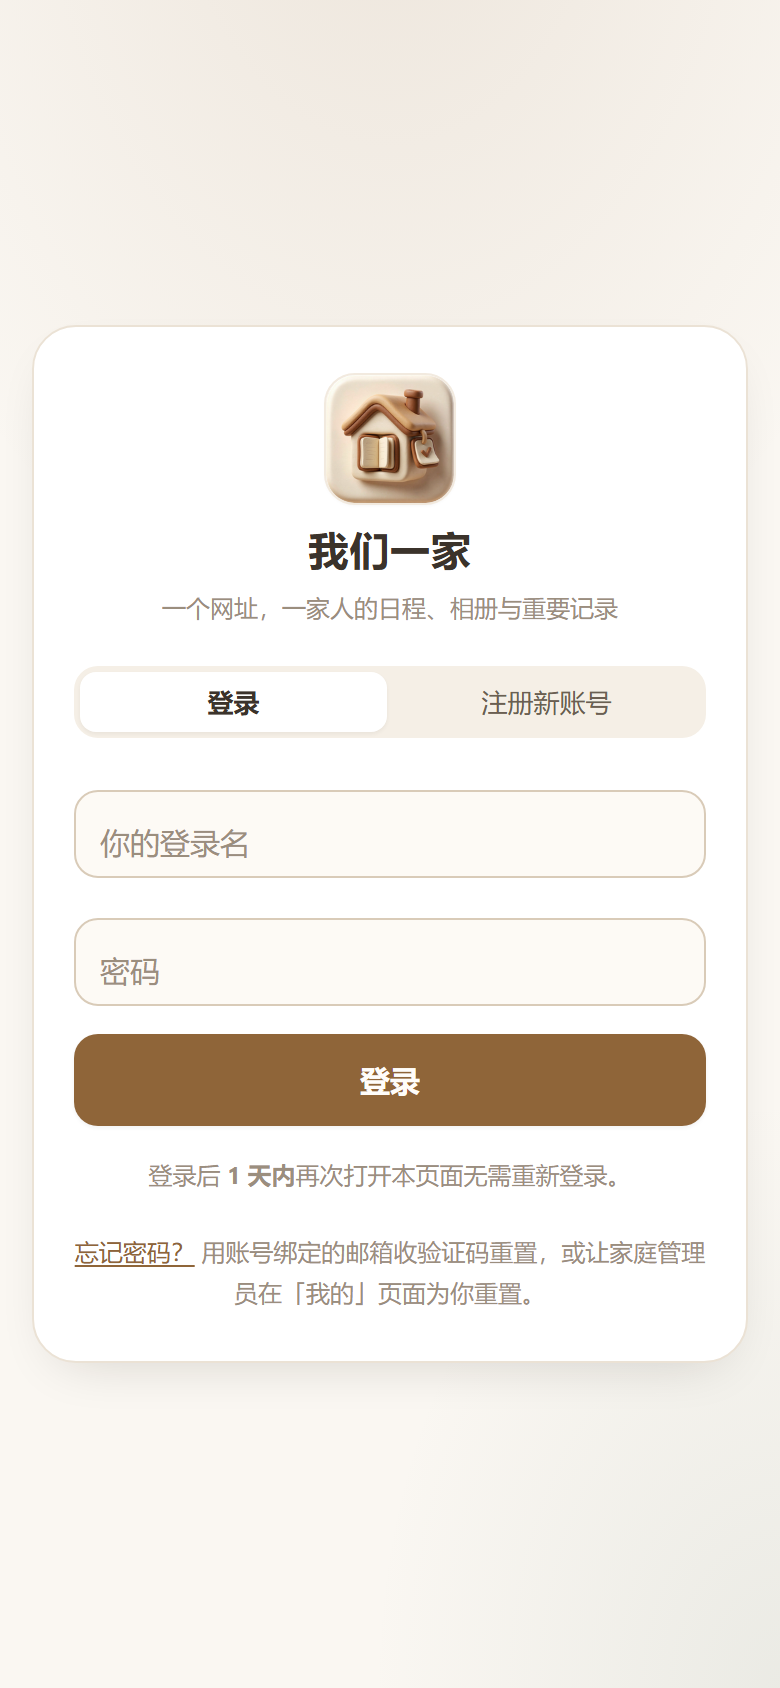 我们一家
一个网址，一家人的日程、相册与重要记录
登录
注册新账号
你的登录名
密码
登录
登录后 1 天内再次打开本页面无需重新登录。
忘记密码？ 用账号绑定的邮箱收验证码重置，或让家庭管理
员在「我的」页面为你重置。